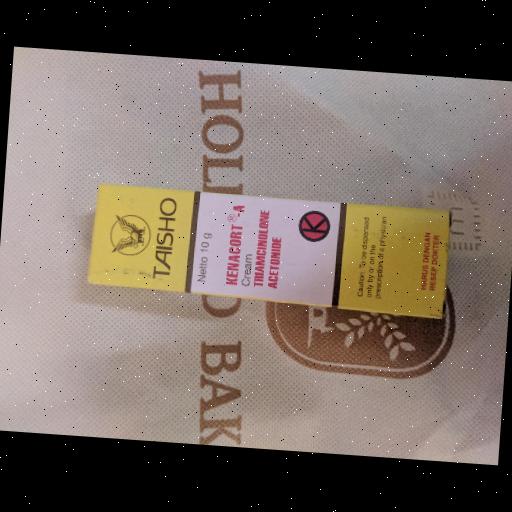 TAISHO
Netto 10 g
KENACORT®-A
Cream
TRIAMCINOLONE
ACETONIDE
K
Caution: To be dispensed
only by or on the
prescription of a physician
HARUS DENGAN
RESEP DOKTER
HOL
BAK